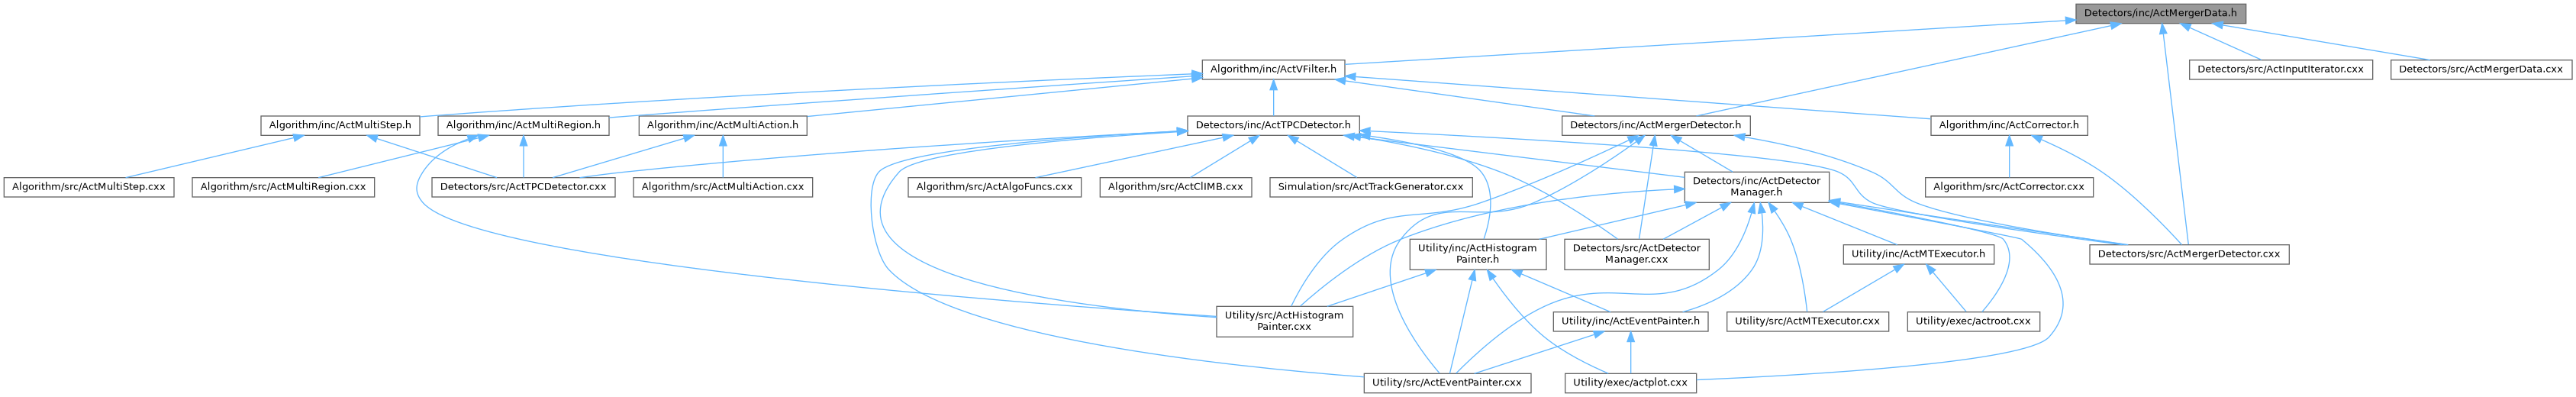 Detectors/inc/ActMergerData.h
Algorithm/inc/ActVFilter.h
Detectors/src/ActInputIterator.cxx
Detectors/src/ActMergerData.cxx
Algorithm/inc/ActMultiStep.h
Algorithm/inc/ActMultiRegion.h
Algorithm/inc/ActMultiAction.h
Detectors/inc/ActTPCDetector.h
Detectors/inc/ActMergerDetector.h
Algorithm/inc/ActCorrector.h
Algorithm/src/ActMultiStep.cxx
Algorithm/src/ActMultiRegion.cxx
Detectors/src/ActTPCDetector.cxx
Algorithm/src/ActMultiAction.cxx
Algorithm/src/ActAlgoFuncs.cxx
Algorithm/src/ActClIMB.cxx
Simulation/src/ActTrackGenerator.cxx
Detectors/inc/ActDetector
Manager.h
Algorithm/src/ActCorrector.cxx
Utility/inc/ActHistogram
Painter.h
Detectors/src/ActDetector
Manager.cxx
Utility/inc/ActMTExecutor.h
Detectors/src/ActMergerDetector.cxx
Utility/src/ActHistogram
Painter.cxx
Utility/inc/ActEventPainter.h
Utility/src/ActMTExecutor.cxx
Utility/exec/actroot.cxx
Utility/src/ActEventPainter.cxx
Utility/exec/actplot.cxx